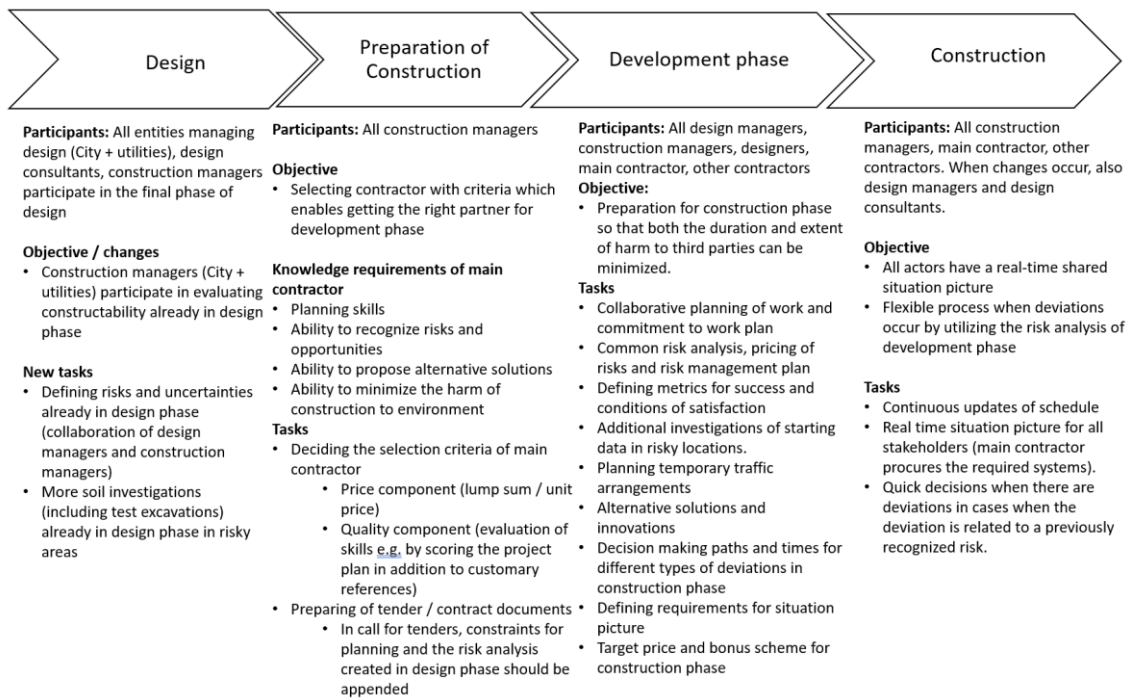 Design
Preparation of
Construction
Development phase
Construction
Participants: All entities managing
design (City + utilities), design
consultants, construction managers
participate in the final phase of
design
Objective / changes
• Construction managers (City +
utilities) participate in evaluating
constructability already in design
phase
New tasks
• Defining risks and uncertainties
already in design phase
(collaboration of design
managers and construction
managers)
• More soil investigations
(including test excavations)
already in design phase in risky
areas
Participants: All construction managers
Objective
• Selecting contractor with criteria which
enables getting the right partner for
development phase
Knowledge requirements of main
contractor
• Planning skills
• Ability to recognize risks and
opportunities
• Ability to propose alternative solutions
• Ability to minimize the harm of
construction to environment
Tasks
• Deciding the selection criteria of main
contractor
• Price component (lump sum / unit
price)
• Quality component (evaluation of
skills e.g. by scoring the project
plan in addition to customary
references)
• Preparing of tender / contract documents
• In call for tenders, constraints for
planning and the risk analysis
created in design phase should be
appended
Participants: All design managers,
construction managers, designers,
main contractor, other contractors
Objective:
• Preparation for construction phase
so that both the duration and extent
of harm to third parties can be
minimized.
Tasks
• Collaborative planning of work and
commitment to work plan
• Common risk analysis, pricing of
risks and risk management plan
• Defining metrics for success and
conditions of satisfaction
• Additional investigations of starting
data in risky locations.
• Planning temporary traffic
arrangements
• Alternative solutions and
innovations
• Decision making paths and times for
different types of deviations in
construction phase
• Defining requirements for situation
picture
• Target price and bonus scheme for
construction phase
Participants: All construction
managers, main contractor, other
contractors. When changes occur, also
design managers and design
consultants.
Objective
• All actors have a real-time shared
situation picture
• Flexible process when deviations
occur by utilizing the risk analysis of
development phase
Tasks
• Continuous updates of schedule
• Real time situation picture for all
stakeholders (main contractor
procures the required systems).
• Quick decisions when there are
deviations in cases when the
deviation is related to a previously
recognized risk.